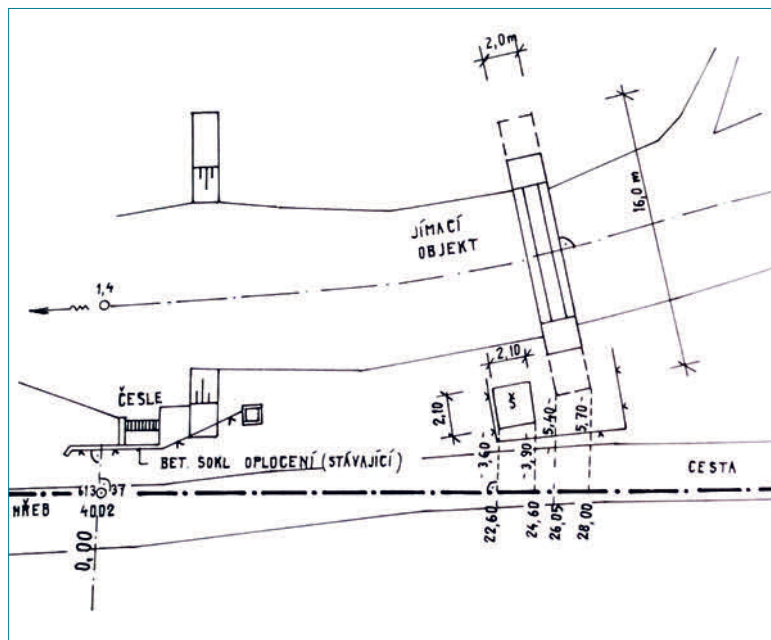 2,0m
16,0 m
JÍMACÍ
OBJEKT
1,4
2,10
ČESLE
Š
2,10
5,40
5,70
3,60
3,90
BET. SOKL OPLOCENÍ (STÁVAJÍCÍ)
CESTA
613 37
HŘEB
4002
0,00
22,60
24,60
26,05
28,00